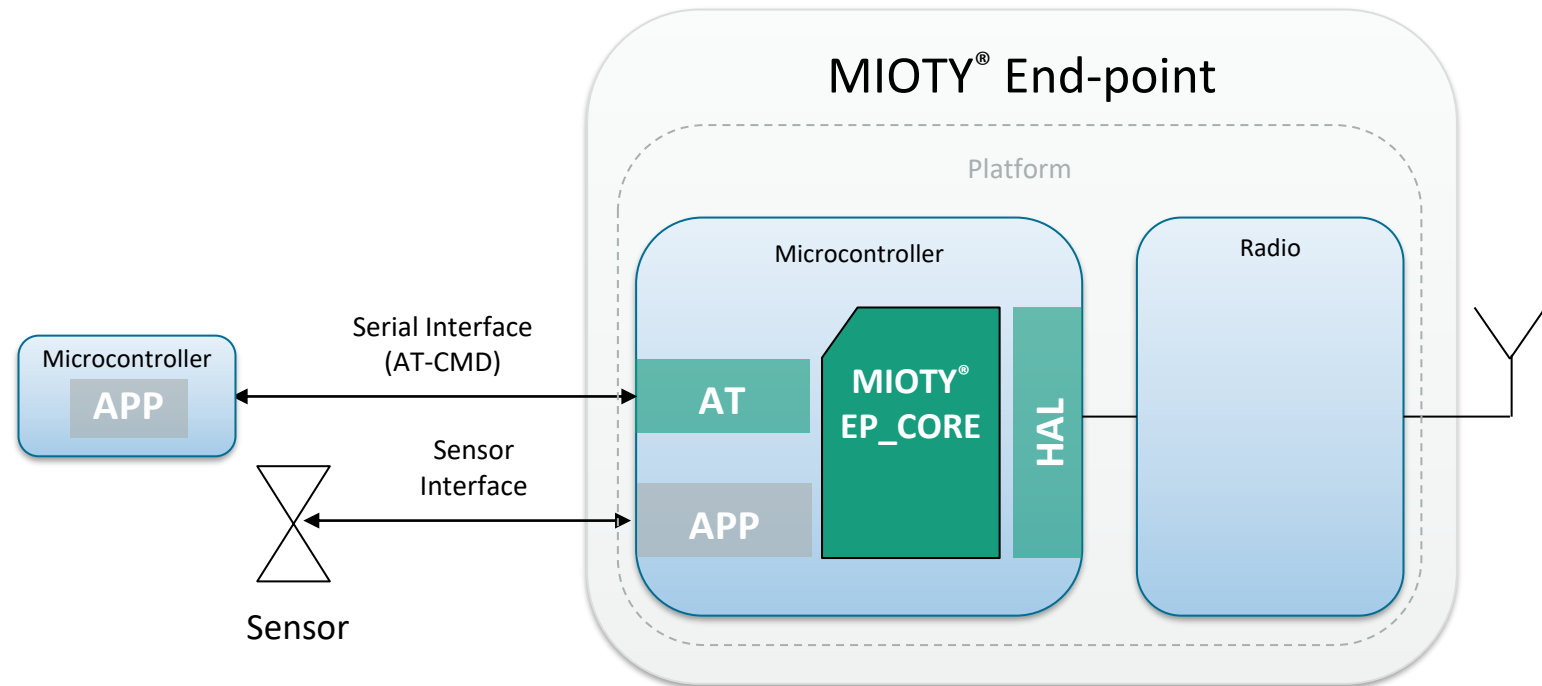 MIOTY® End-point
Platform
Microcontroller
Radio
Serial Interface
(AT-CMD)
Microcontroller
APP
AT
MIOTY®
EP_CORE
HAL
Sensor
Interface
APP
Sensor